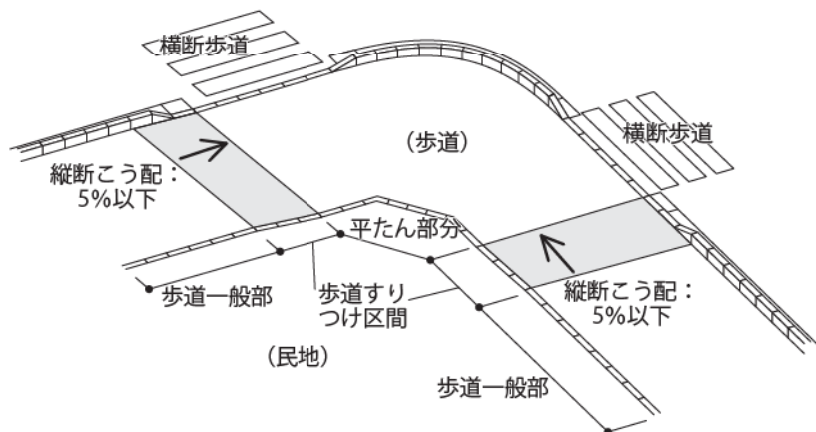 横断歩道
(歩道)
横断歩道
縦断こう配：
5%以下
平たん部分
歩道一般部
歩道すり
つけ区間
縦断こう配：
5%以下
(民地)
歩道一般部